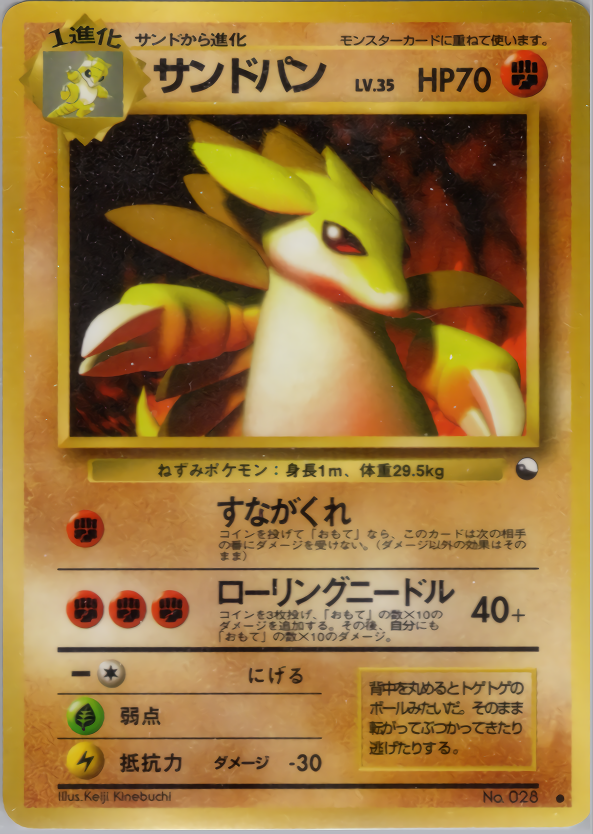 1進化
サンドから進化
モンスターカードに重ねて使います。
サンドパン LV.35 HP70
ねずみポケモン：身長1m、体重29.5kg
すながくれ
コインを投げて「おもて」なら、このカードは次の相手
の番にダメージを受けない。（ダメージ以外の効果はその
まま）
ローリングニードル 40+
コインを3枚投げ、「おもて」の数×10の
ダメージを追加する。その後、自分にも
「おもて」の数×10のダメージ。
にげる
弱点
抵抗力 ダメージ -30
背中を丸めるとトゲトゲの
ボールみたいだ。そのまま
転がってぶつかってきたり
逃げたりする。
Illus. Keiji Kinebuchi
No. 028